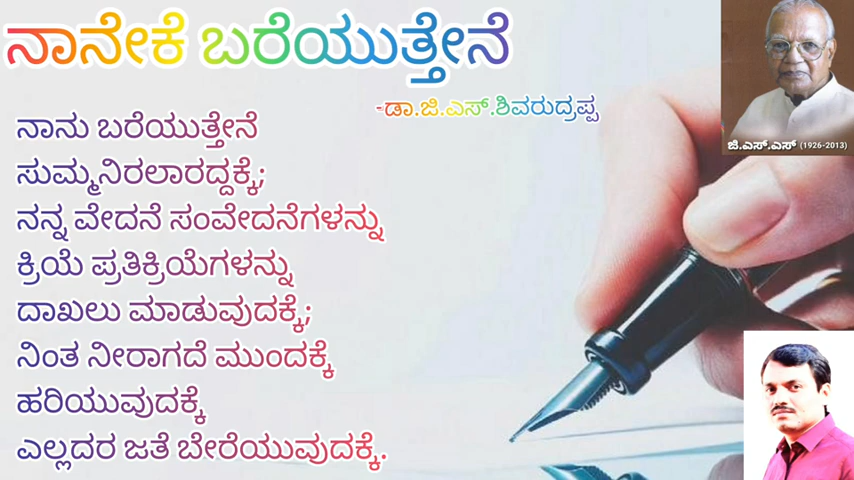 ನಾನೇಕೆ ಬರೆಯುತ್ತೇನೆ
-ಡಾ.ಜಿ.ಎಸ್.ಶಿವರುದ್ರಪ್ಪ
ಜಿ.ಎಸ್.ಎಸ್ (1926-2013)
ನಾನು ಬರೆಯುತ್ತೇನೆ
ಸುಮ್ಮನಿರಲಾರದ್ದಕ್ಕೆ;
ನನ್ನ ವೇದನೆ ಸಂವೇದನೆಗಳನ್ನು
ಕ್ರಿಯೆ ಪ್ರತಿಕ್ರಿಯೆಗಳನ್ನು
ದಾಖಲು ಮಾಡುವುದಕ್ಕೆ;
ನಿಂತ ನೀರಾಗದೆ ಮುಂದಕ್ಕೆ
ಹರಿಯುವುದಕ್ಕೆ
ಎಲ್ಲದರ ಜತೆ ಬೇರೆಯುವುದಕ್ಕೆ.